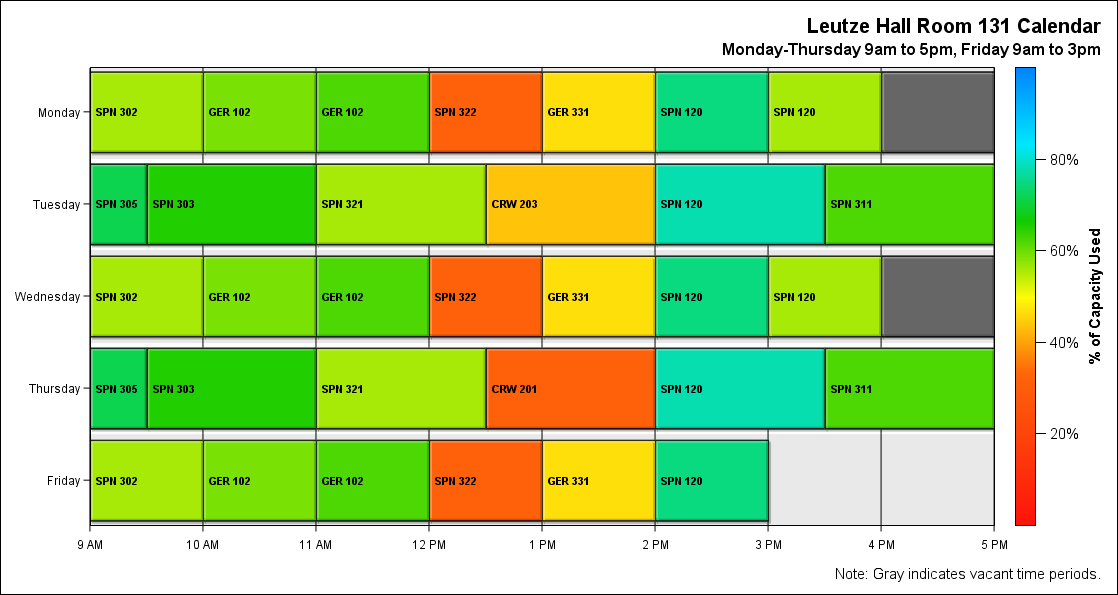 Leutze Hall Room 131 Calendar
Monday-Thursday 9am to 5pm, Friday 9am to 3pm
Monday SPN 302 GER 102 GER 102 SPN 322 GER 331 SPN 120 SPN 120
80%
Tuesday SPN 305 SPN 303 SPN 321 CRW 203 SPN 120 SPN 311
60%
Wednesday SPN 302 GER 102 GER 102 SPN 322 GER 331 SPN 120 SPN 120
% of Capacity Used
40%
Thursday SPN 305 SPN 303 SPN 321 CRW 201 SPN 120 SPN 311
20%
Friday SPN 302 GER 102 GER 102 SPN 322 GER 331 SPN 120
9 AM 10 AM 11 AM 12 PM 1 PM 2 PM 3 PM 4 PM 5 PM
Note: Gray indicates vacant time periods.